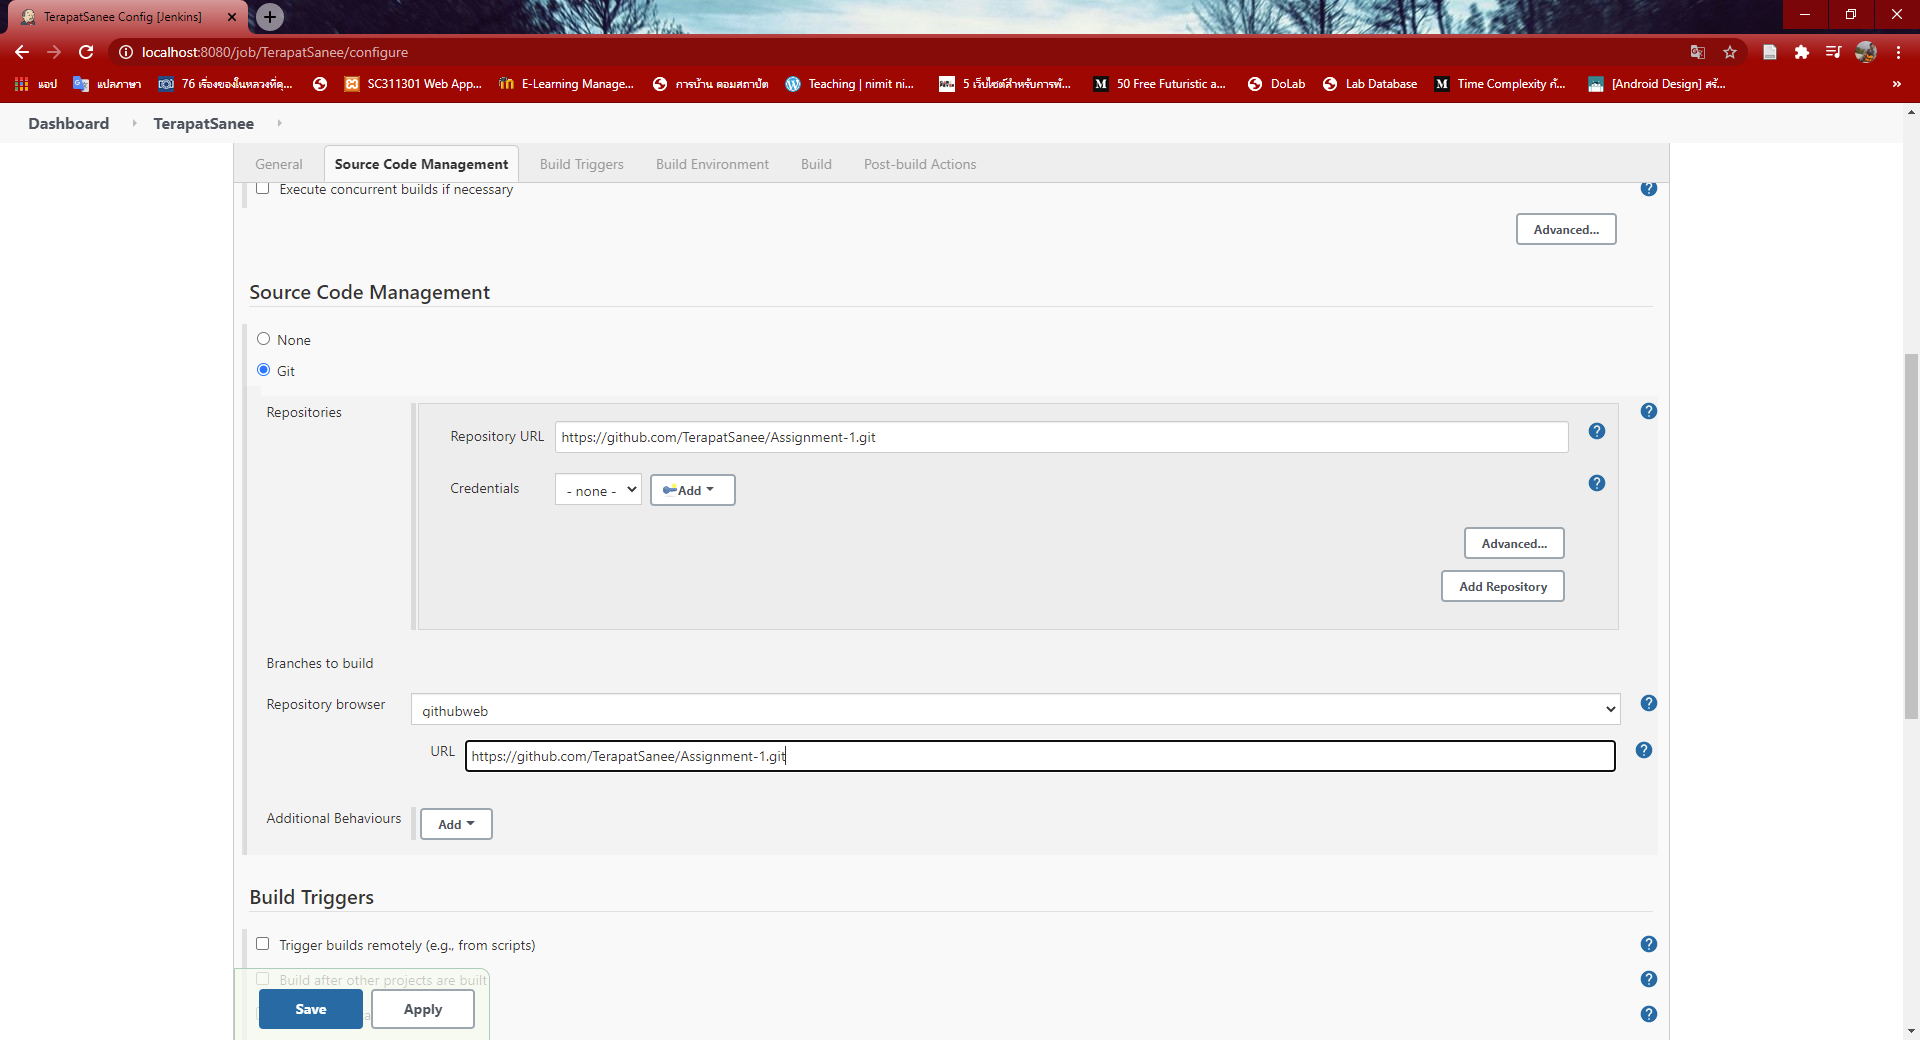 TerapatSanee Config [Jenkins]
localhost:8080/job/TerapatSanee/configure
แอป
แปลภาษา
76 เรื่องของในหลวงที่คุ...
SC311301 Web App...
E-Learning Manage...
การบ้าน ตอมสถาปัต
Teaching | nimit ni...
5 เว็บไซต์สำหรับการพั...
50 Free Futuristic a...
DoLab
Lab Database
Time Complexity ก้...
[Android Design] สร้...
Dashboard
TerapatSanee
General
Source Code Management
Build Triggers
Build Environment
Build
Post-build Actions
Execute concurrent builds if necessary
Advanced...
Source Code Management
None
Git
Repositories
Repository URL
https://github.com/TerapatSanee/Assignment-1.git
Credentials
- none -
Add
Advanced...
Add Repository
Branches to build
Repository browser
githubweb
URL
https://github.com/TerapatSanee/Assignment-1.git
Additional Behaviours
Add
Build Triggers
Trigger builds remotely (e.g., from scripts)
Build after other projects are built
Save
Apply